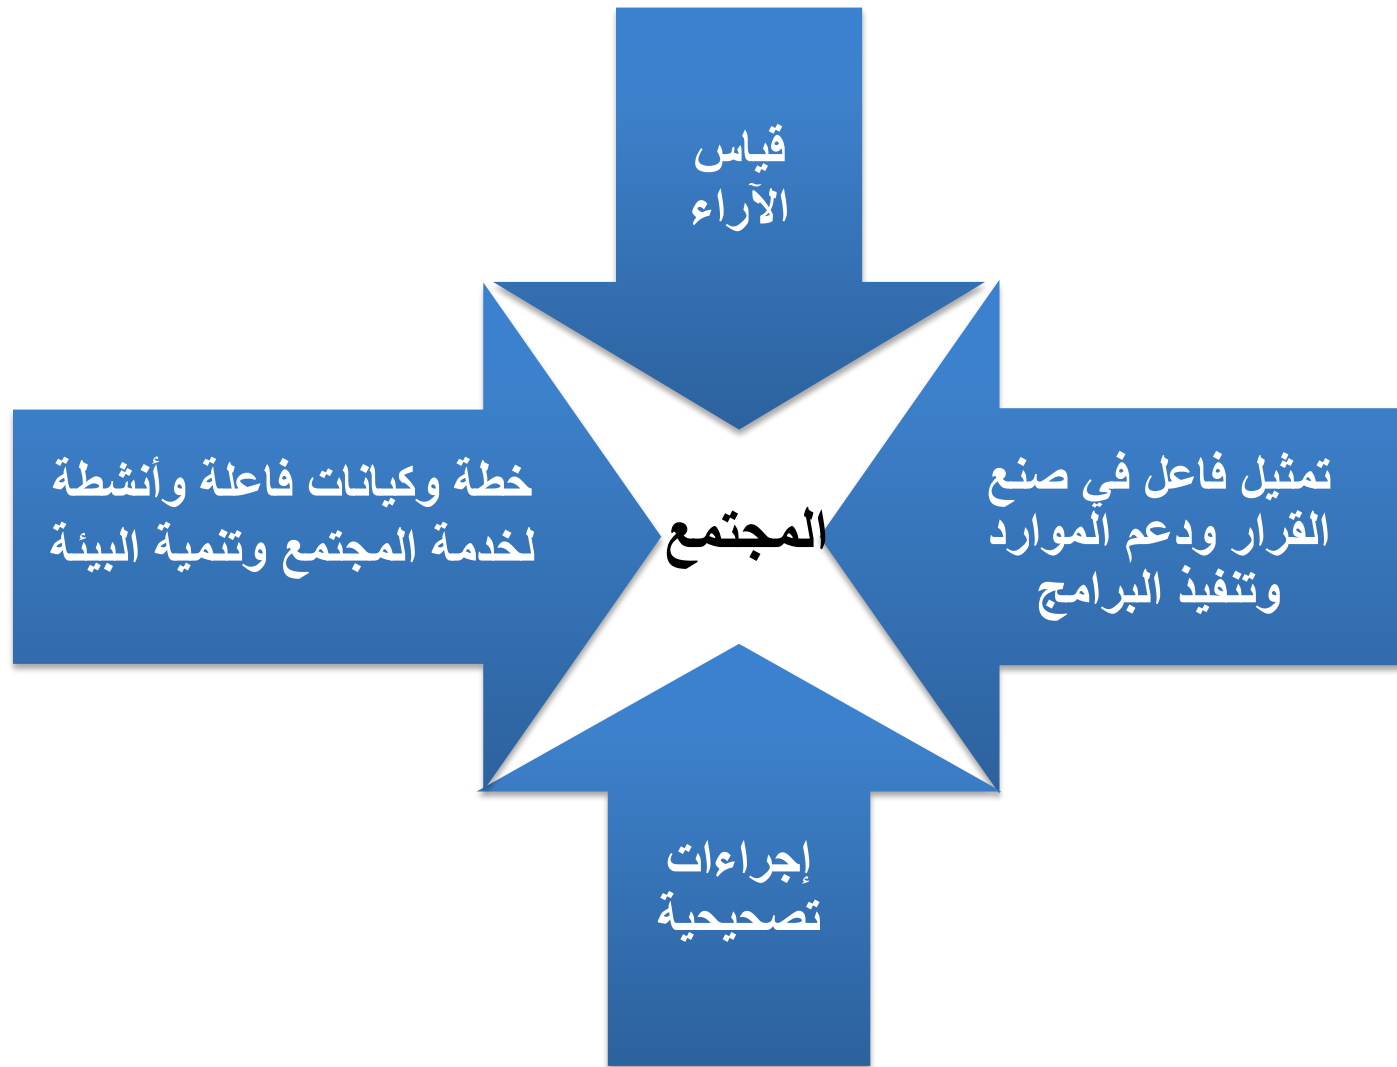 قياس
الآراء
تمثيل فاعل في صنع
القرار ودعم الموارد
وتنفيذ البرامج
المجتمع
خطة وكيانات فاعلة وأنشطة
لخدمة المجتمع وتنمية البيئة
إجراءات
تصحيحية